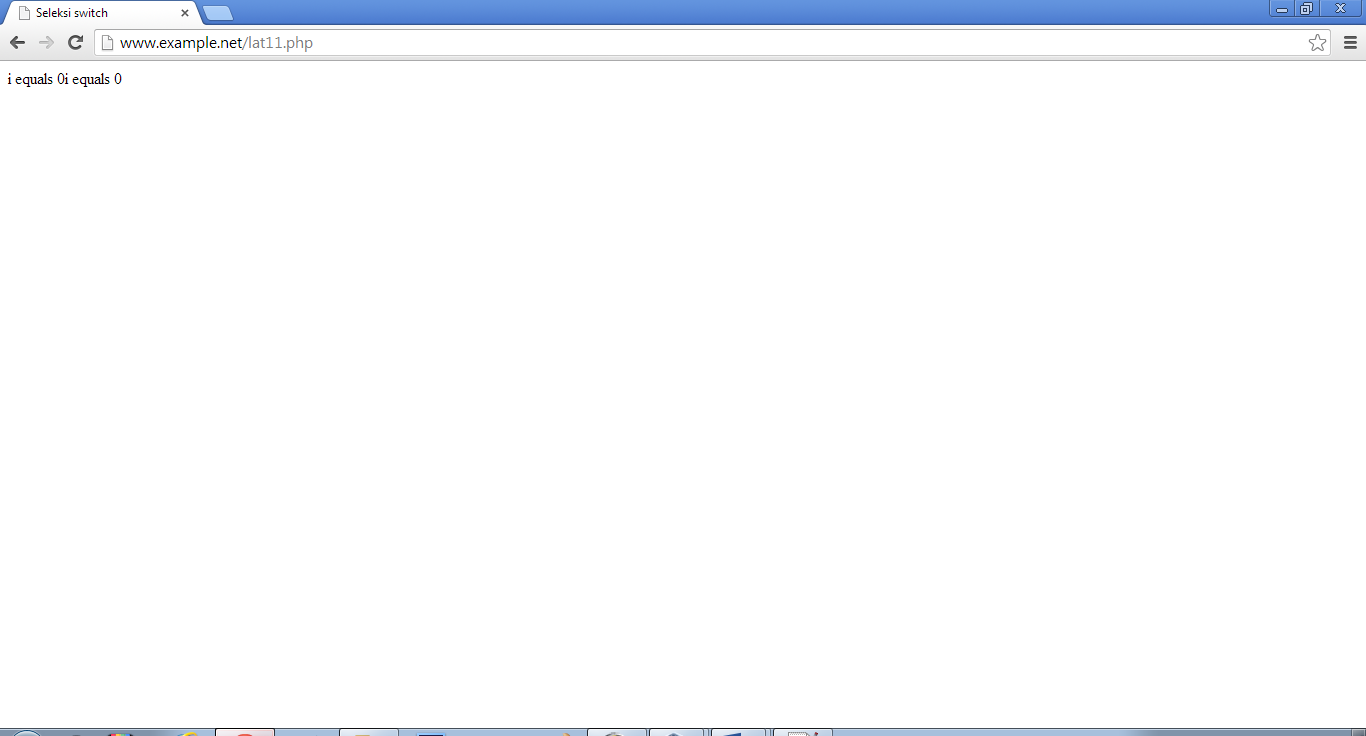 Seleksi switch
www.example.net/lat11.php
i equals 0i equals 0